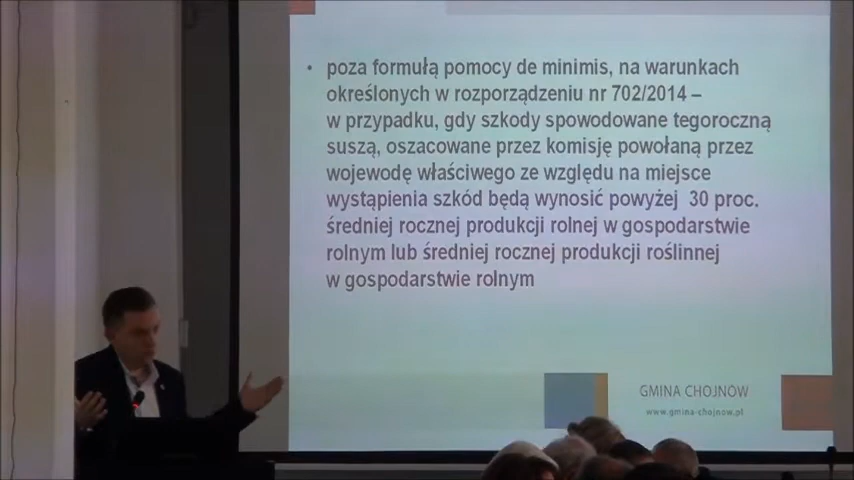 • poza formułą pomocy de minimis, na warunkach
określonych w rozporządzeniu nr 702/2014 –
w przypadku, gdy szkody spowodowane tegoroczną
suszą, oszacowane przez komisję powołaną przez
wojewodę właściwego ze względu na miejsce
wystąpienia szkód będą wynosić powyżej 30 proc.
średniej rocznej produkcji rolnej w gospodarstwie
rolnym lub średniej rocznej produkcji roślinnej
w gospodarstwie rolnym
GMINA CHOJNÓW
www.gmina-chojnow.pl